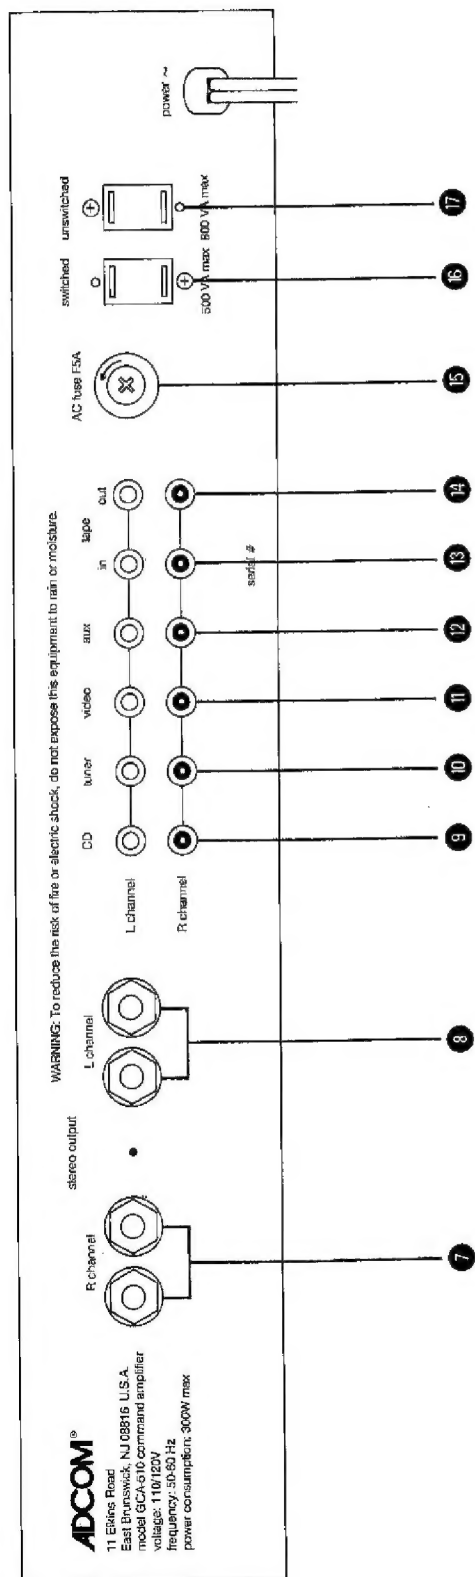 ADCOM®
11 Elkins Road
East Brunswick, NJ 08816 U.S.A.
model GCA-510 command amplifier
voltage: 110/120V
frequency: 50-60 Hz
power consumption: 300W max
WARNING: To reduce the risk of fire or electric shock, do not expose this equipment to rain or moisture.
stereo output
R channel
L channel
L channel
R channel
CD
tuner
video
aux
in
tape
out
serial #
AC fuse F5A
switched
unswitched
500 VA max
800 VA max
power ~
7
8
9
10
11
12
13
14
15
16
17